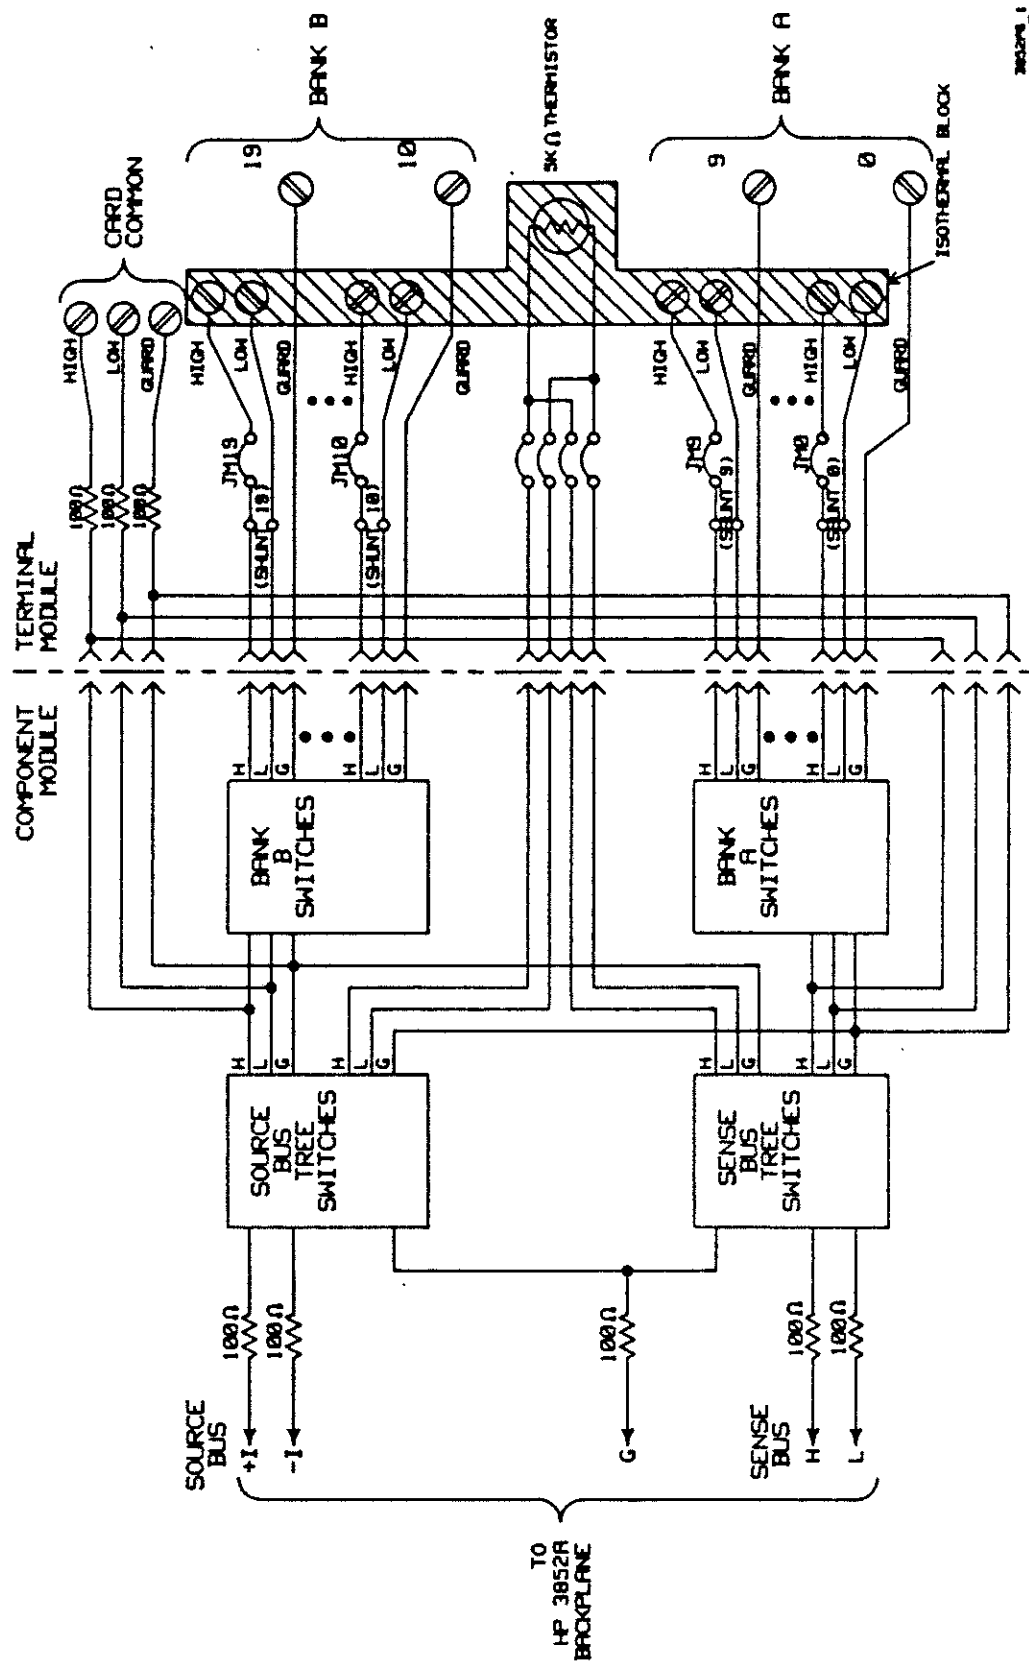 COMPONENT
MODULE
TERMINAL
MODULE
CARD
COMMON
HIGH
LOW
GUARD
100Ω
100Ω
100Ω
BANK B
19
10
HIGH
LOW
GUARD
JM19
(SHUNT 19)
HIGH
LOW
GUARD
JM10
(SHUNT 10)
5KΩ THERMISTOR
BANK A
9
0
HIGH
LOW
GUARD
JM9
(SHUNT 9)
HIGH
LOW
GUARD
JM0
(SHUNT 0)
ISOTHERMAL BLOCK
BANK
B
SWITCHES
H
L
G
H
L
G
BANK
A
SWITCHES
H
L
G
H
L
G
SOURCE
BUS
TREE
SWITCHES
H
L
G
H
L
G
SENSE
BUS
TREE
SWITCHES
H
L
G
H
L
G
SOURCE
BUS
+I
-I
100Ω
100Ω
G
100Ω
SENSE
BUS
H
L
100Ω
100Ω
TO
HP 3852A
BACKPLANE